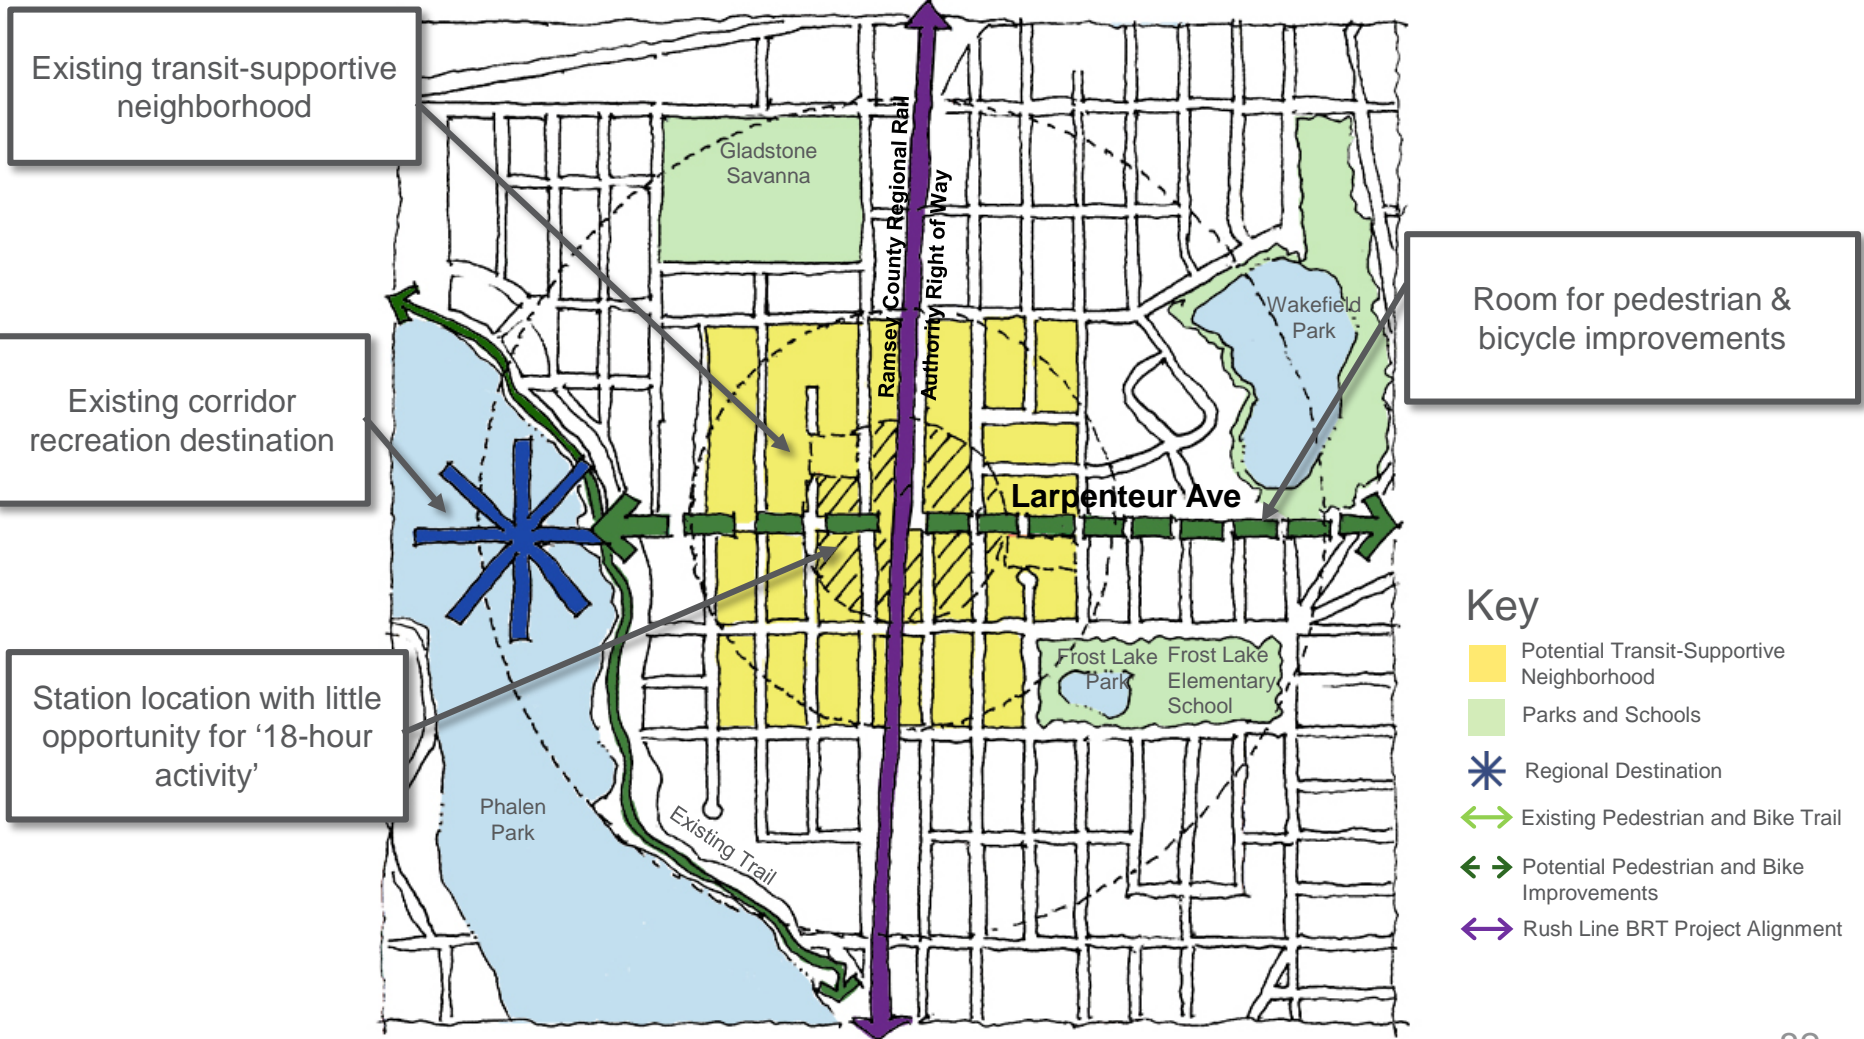 Existing transit-supportive
neighborhood
Existing corridor
recreation destination
Station location with little
opportunity for ‘18-hour
activity’
Gladstone
Savanna
Ramsey County Regional Rail
Authority Right of Way
Wakefield
Park
Larpenteur Ave
Frost Lake
Park
Frost Lake
Elementary
School
Phalen
Park
Existing Trail
Room for pedestrian &
bicycle improvements
Key
Potential Transit-Supportive
Neighborhood
Parks and Schools
Regional Destination
Existing Pedestrian and Bike Trail
Potential Pedestrian and Bike
Improvements
Rush Line BRT Project Alignment